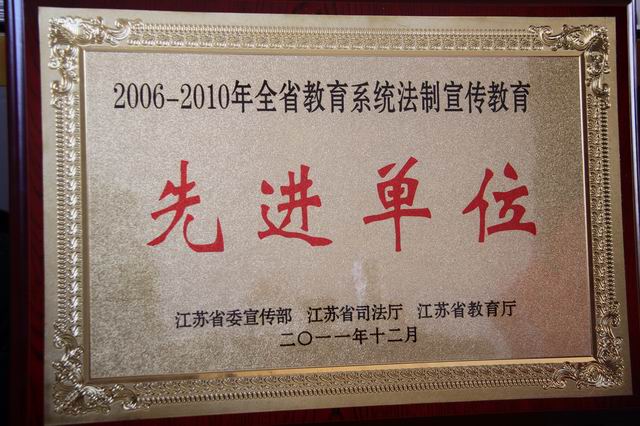 2006-2010年全省教育系统法制宣传教育
先进单位
江苏省委宣传部 江苏省司法厅 江苏省教育厅
二〇一一年十二月